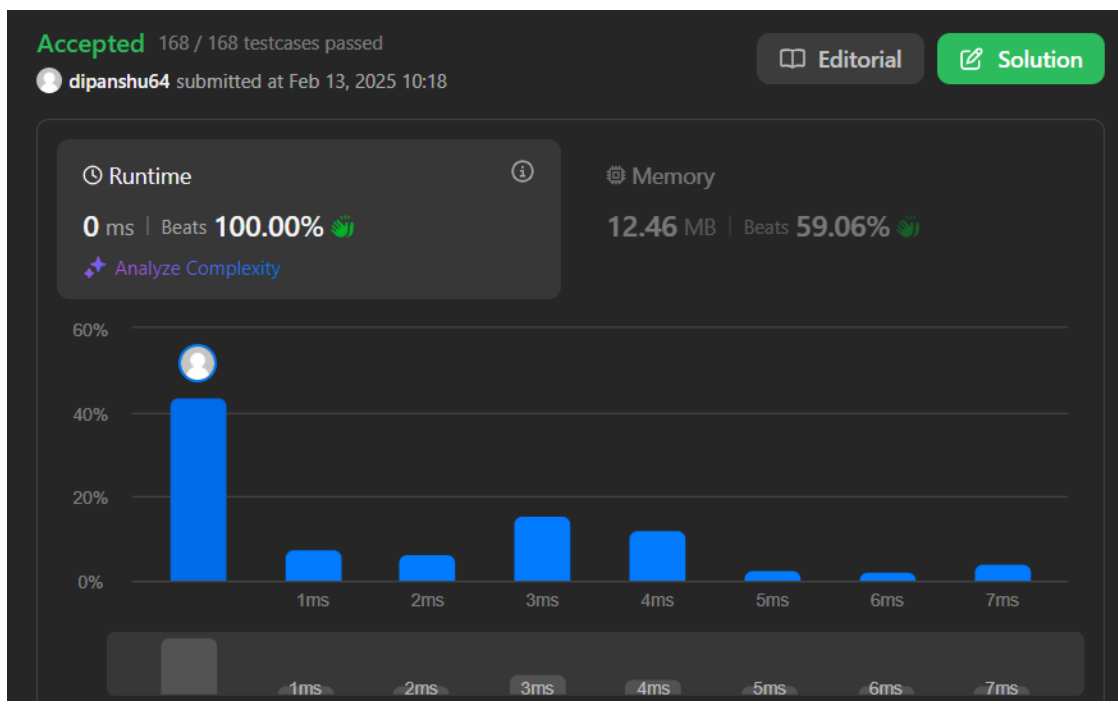 Accepted 168 / 168 testcases passed
dipanshu64 submitted at Feb 13, 2025 10:18
Editorial
Solution
Runtime
0 ms | Beats 100.00%
Analyze Complexity
Memory
12.46 MB | Beats 59.06%
60%
40%
20%
0%
1ms 2ms 3ms 4ms 5ms 6ms 7ms
1ms 2ms 3ms 4ms 5ms 6ms 7ms